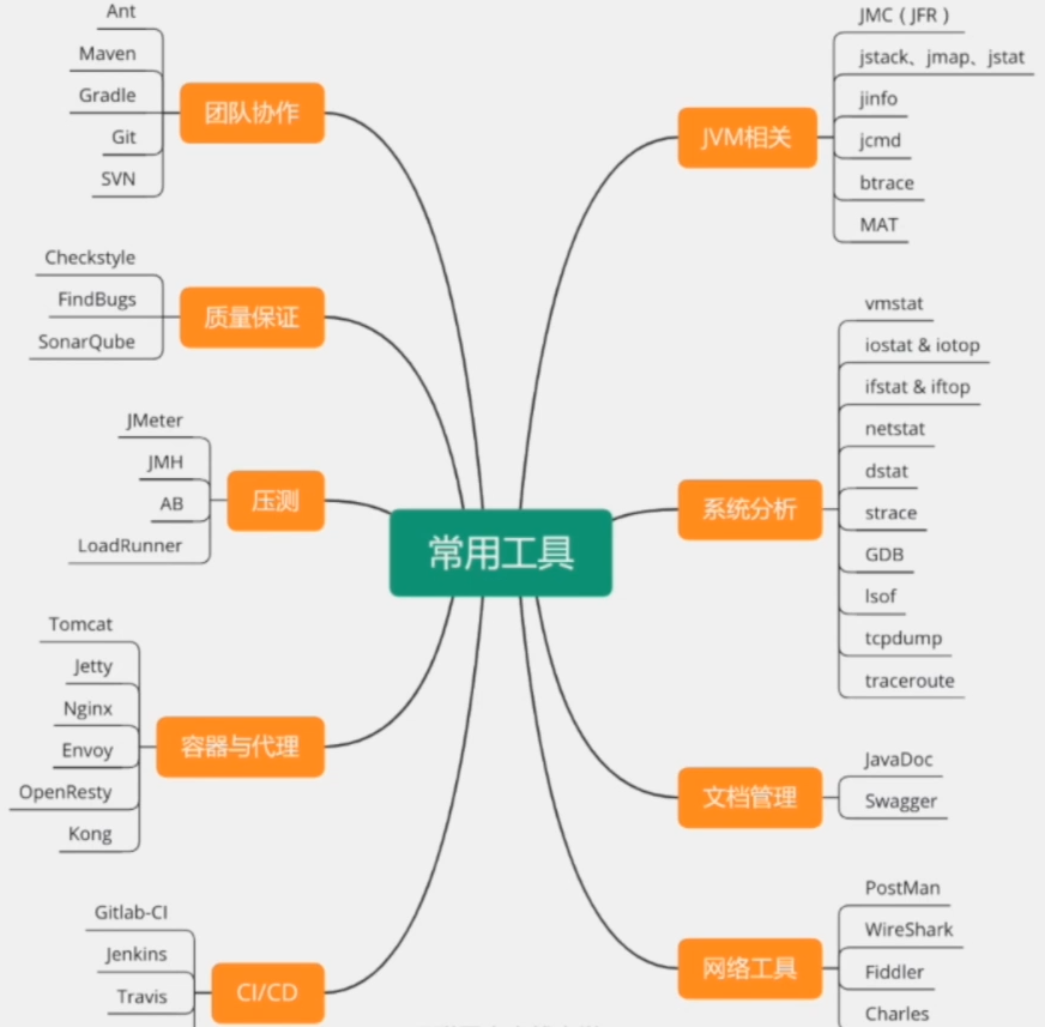 常用工具
团队协作
Ant
Maven
Gradle
Git
SVN
质量保证
Checkstyle
FindBugs
SonarQube
压测
JMeter
JMH
AB
LoadRunner
容器与代理
Tomcat
Jetty
Nginx
Envoy
OpenResty
Kong
CI/CD
Gitlab-CI
Jenkins
Travis
JVM相关
JMC ( JFR )
jstack、jmap、jstat
jinfo
jcmd
btrace
MAT
系统分析
vmstat
iostat & iotop
ifstat & iftop
netstat
dstat
strace
GDB
lsof
tcpdump
traceroute
文档管理
JavaDoc
Swagger
网络工具
PostMan
WireShark
Fiddler
Charles